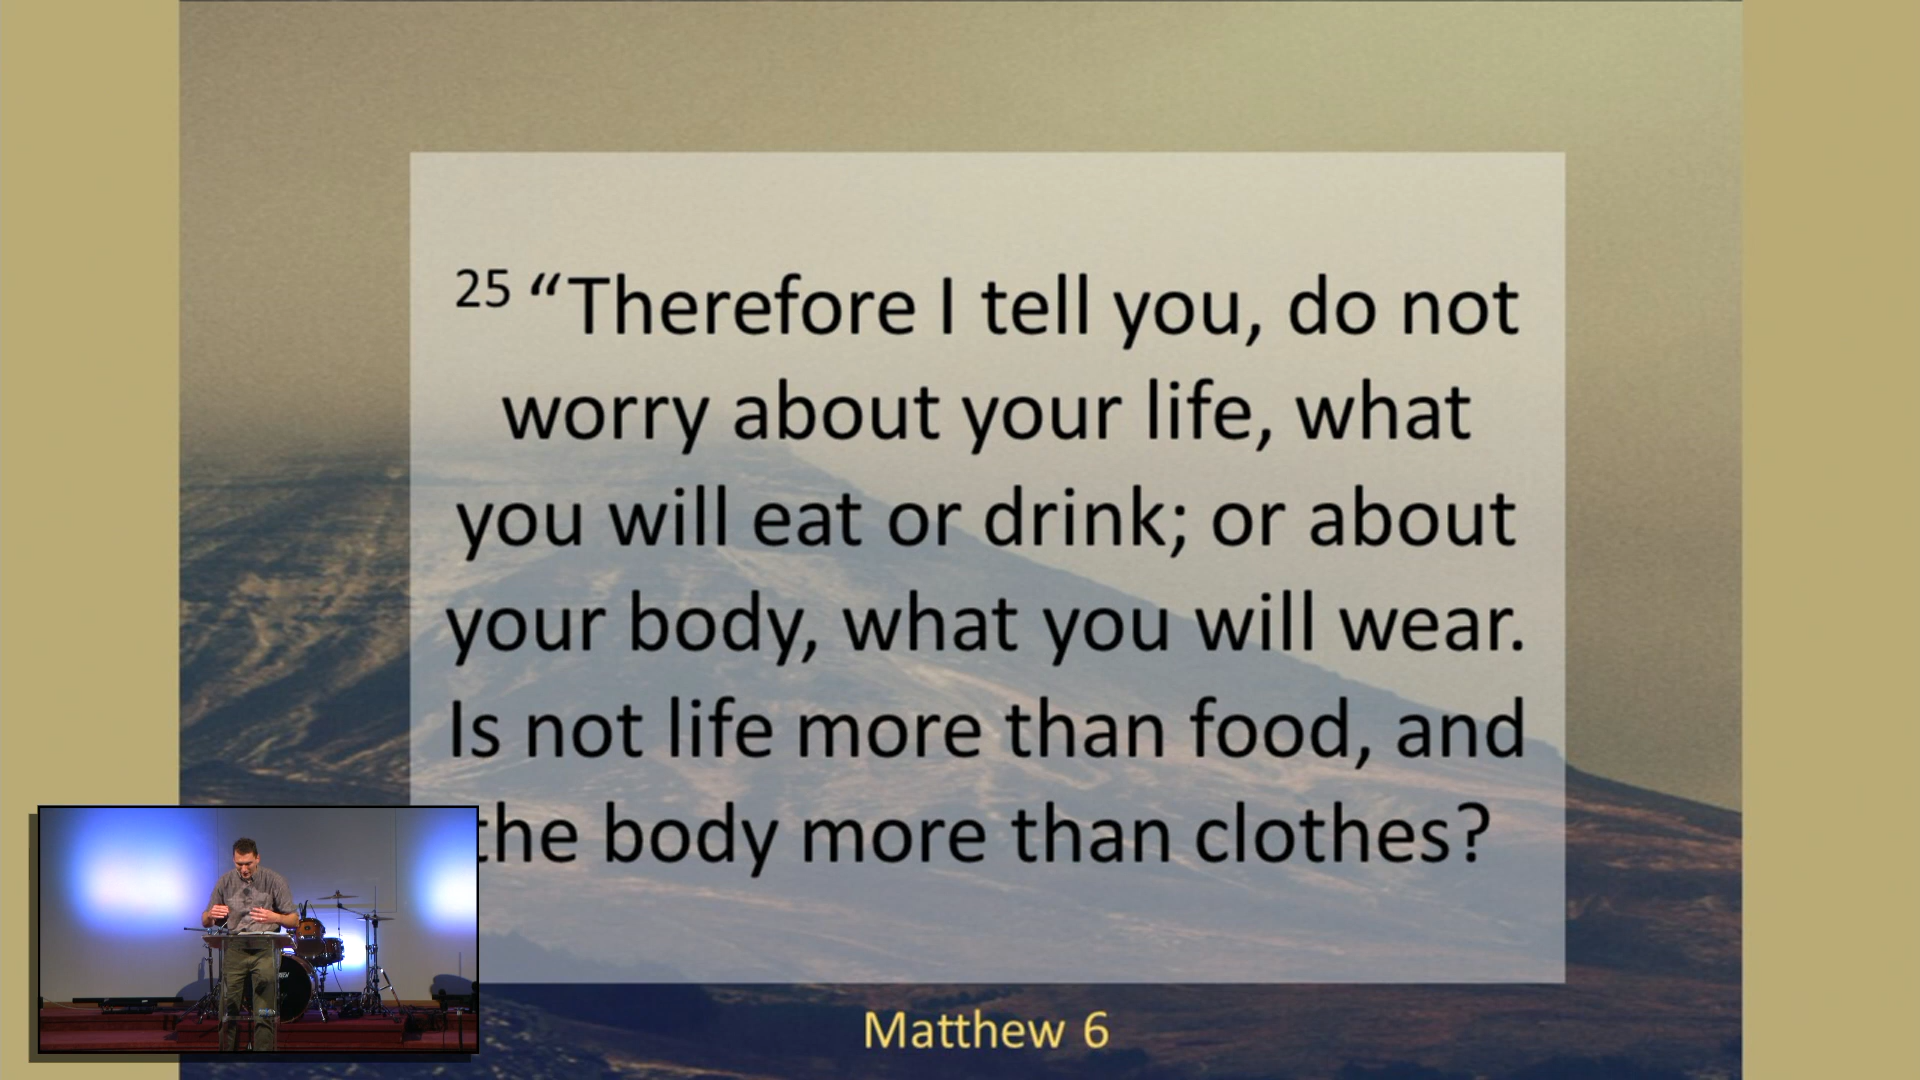 25 “Therefore I tell you, do not
worry about your life, what
you will eat or drink; or about
your body, what you will wear.
Is not life more than food, and
the body more than clothes?
Matthew 6